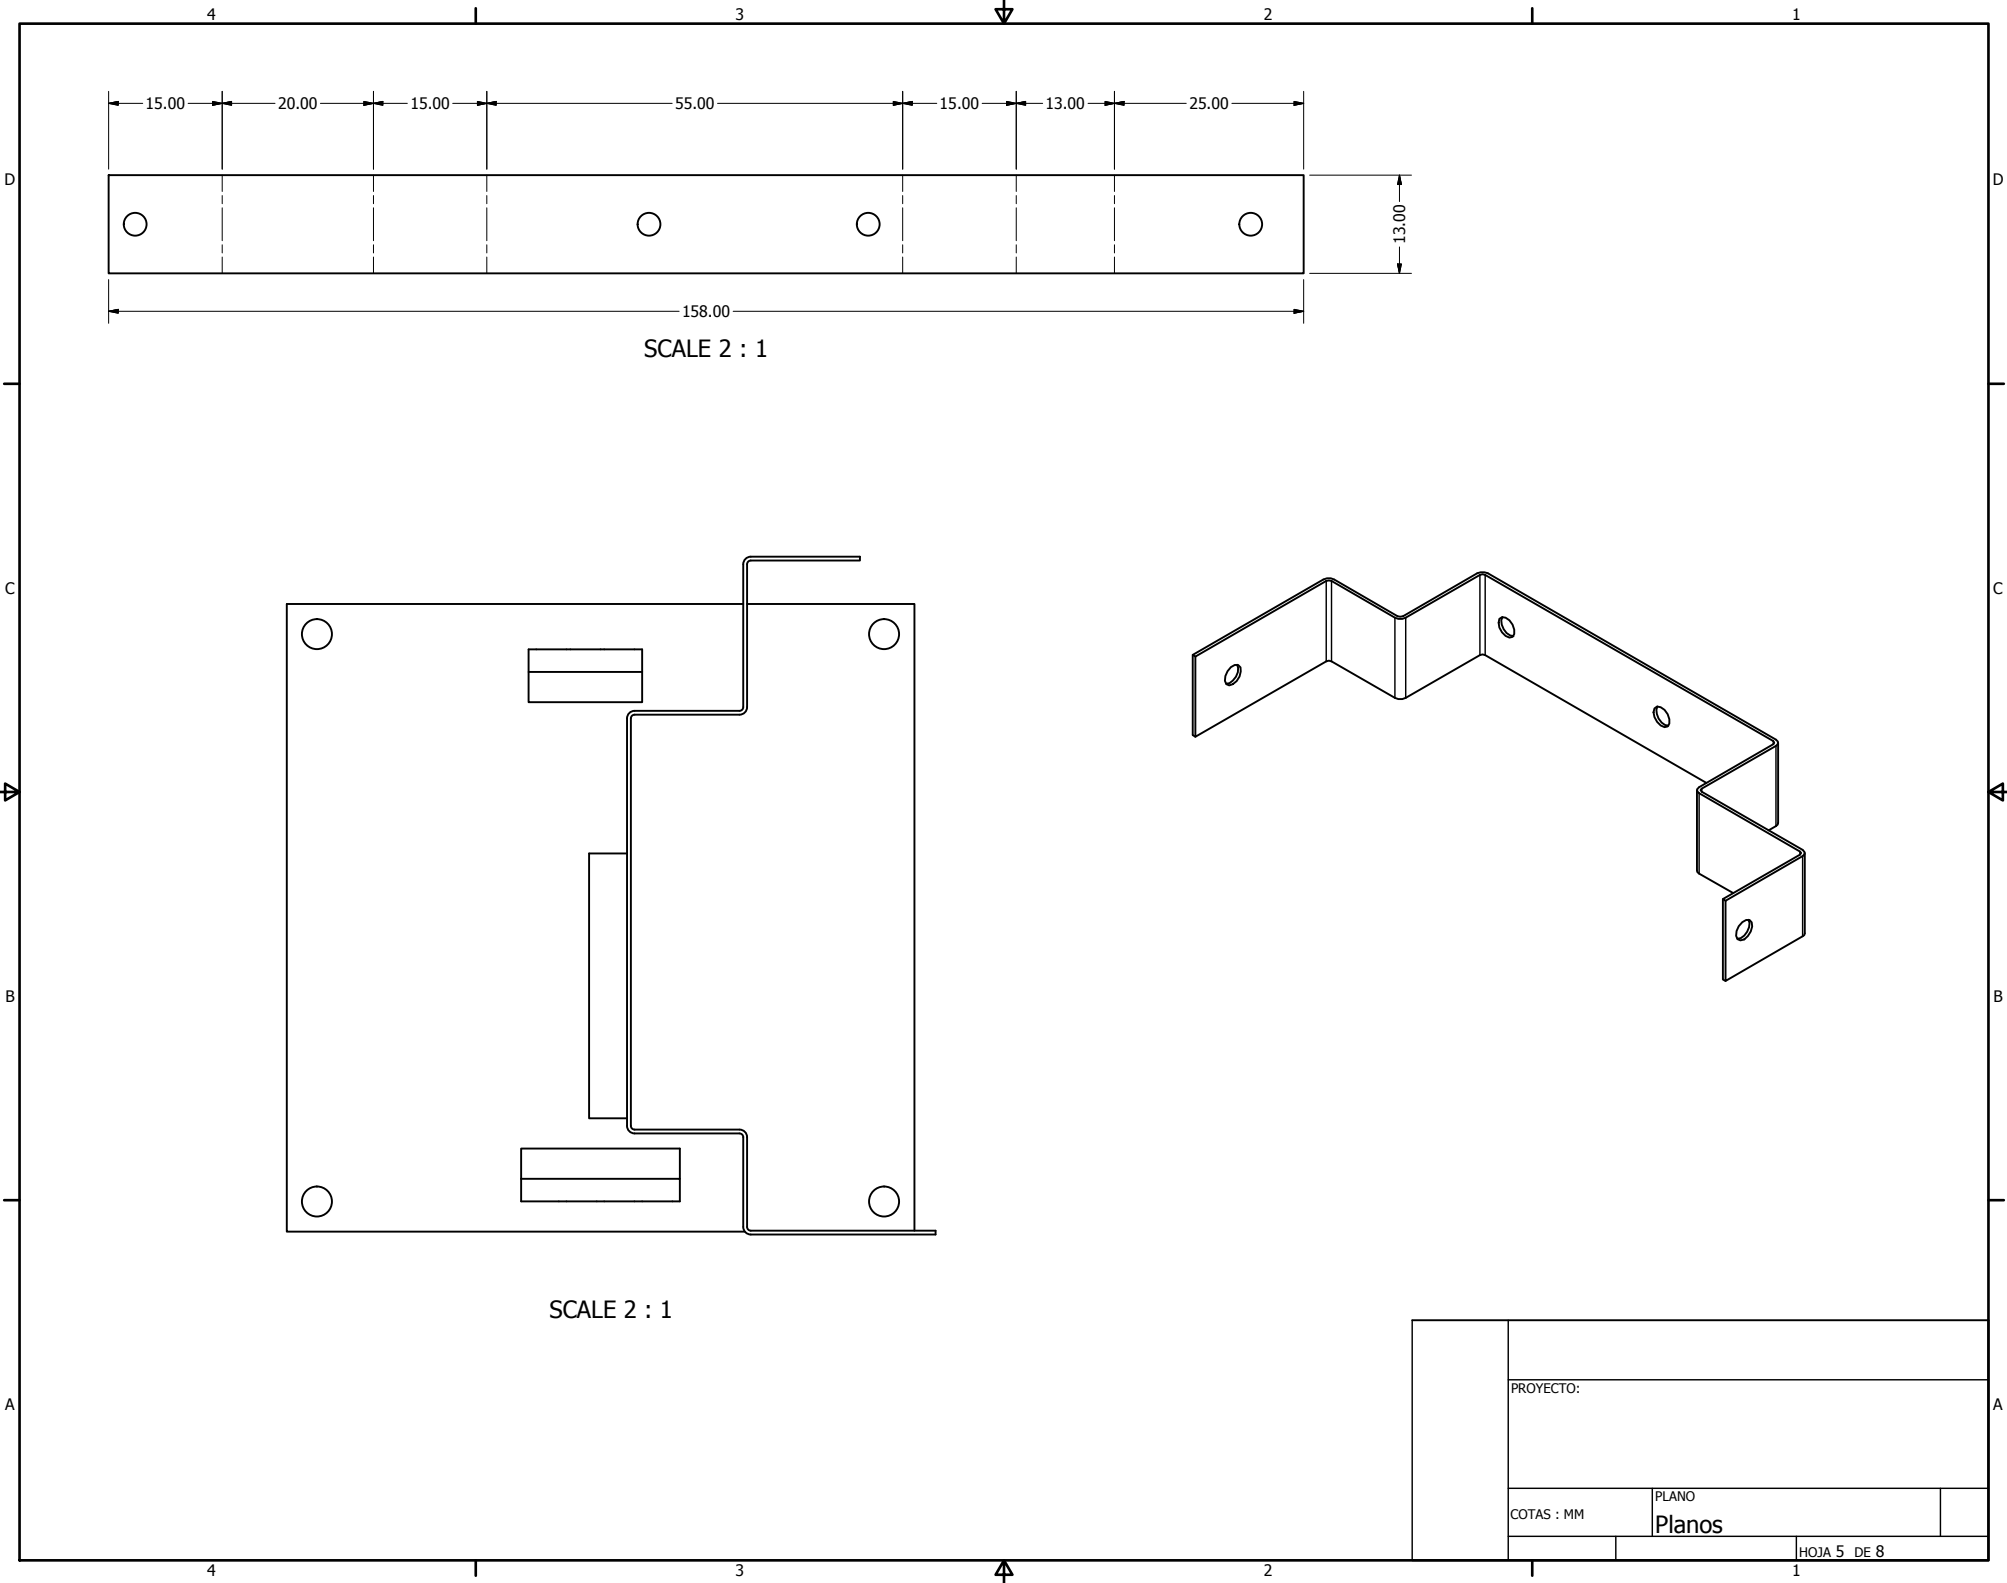 4 3 2 1
15.00 20.00 15.00 55.00 15.00 13.00 25.00
D D
13.00
158.00
SCALE 2 : 1
C C
B B
SCALE 2 : 1
PROYECTO:
A A
PLANO
COTAS : MM
Planos
HOJA 5 DE 8
4 3 2 1